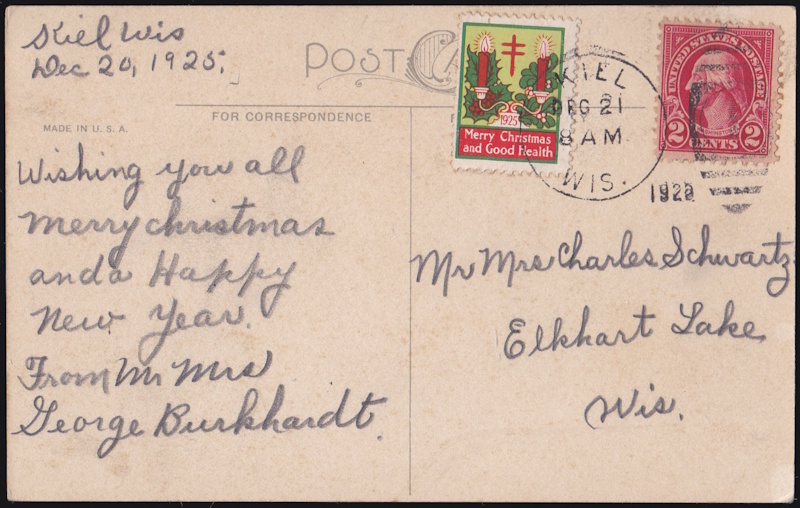 Kiel Wis
Dec 20, 1925.
POST CA
FOR CORRESPONDENCE
MADE IN U.S.A.
1925
Merry Christmas
and Good Health
KIEL
DEC 21
8 AM
WIS.
UNITED STATES POSTAGE
2 CENTS 2
Wishing you all
merry christmas
and a Happy
New Year.
From Mr Mrs
George Burkhardt.
Mr Mrs Charles Schwartz
Elkhart Lake
Wis.